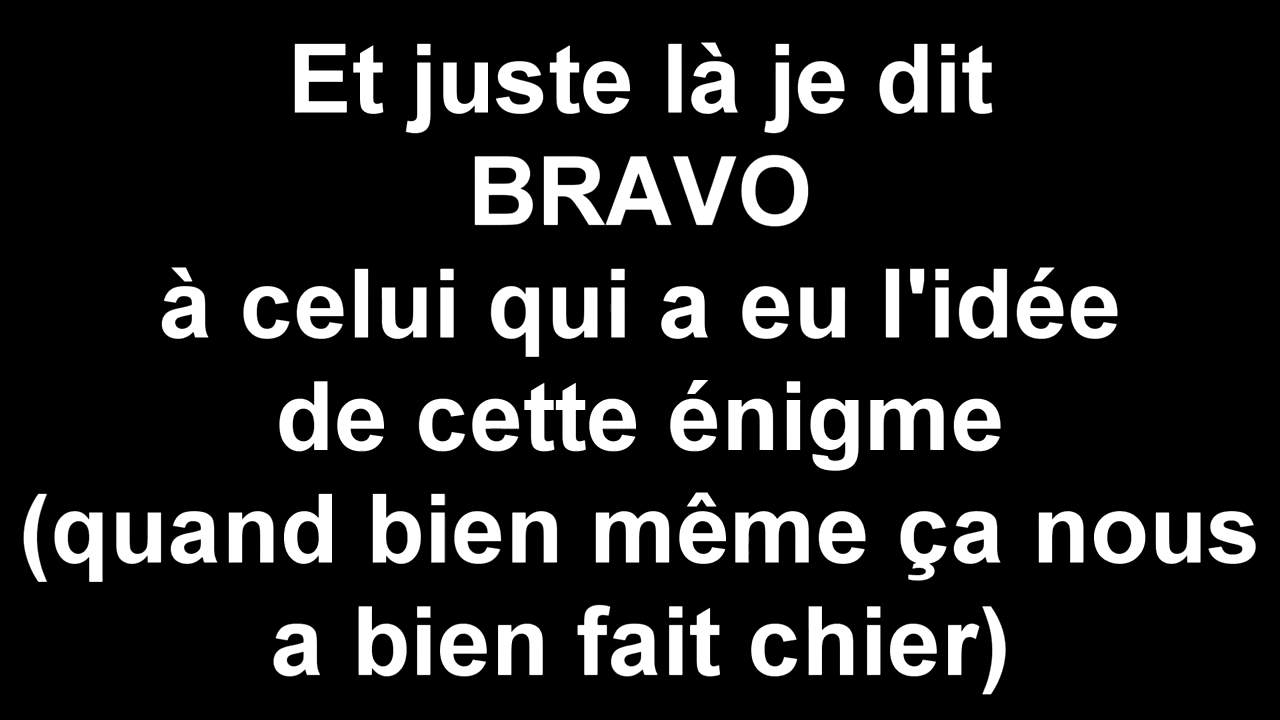 Et juste là je dit
BRAVO
à celui qui a eu l'idée
de cette énigme
(quand bien même ça nous
a bien fait chier)